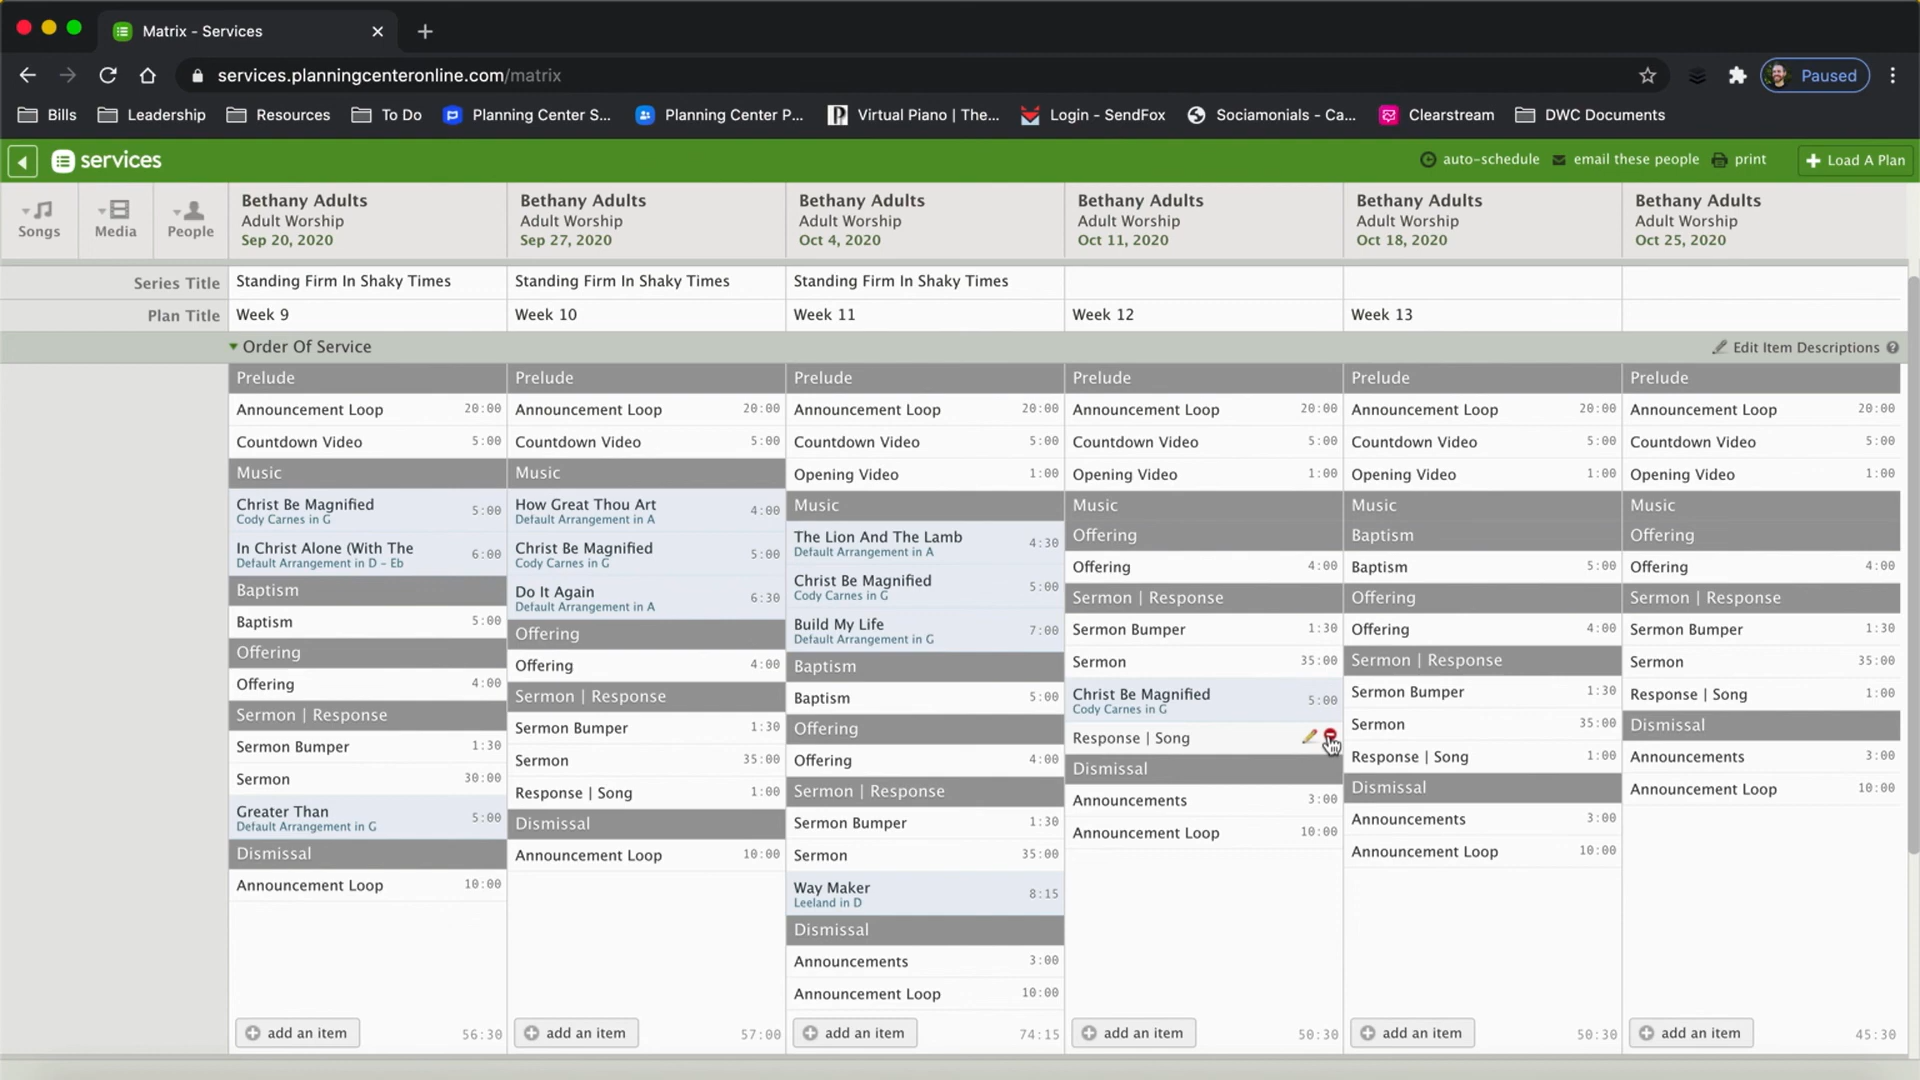 Matrix - Services
services.planningcenteronline.com/matrix
Paused
Bills
Leadership
Resources
To Do
Planning Center S...
Planning Center P...
Virtual Piano | The...
Login - SendFox
Sociamonials - Ca...
Clearstream
DWC Documents
services
auto-schedule
email these people
print
Load A Plan
Songs
Media
People
Bethany Adults
Adult Worship
Sep 20, 2020
Bethany Adults
Adult Worship
Sep 27, 2020
Bethany Adults
Adult Worship
Oct 4, 2020
Bethany Adults
Adult Worship
Oct 11, 2020
Bethany Adults
Adult Worship
Oct 18, 2020
Bethany Adults
Adult Worship
Oct 25, 2020
Series Title
Standing Firm In Shaky Times
Standing Firm In Shaky Times
Standing Firm In Shaky Times
Plan Title
Week 9
Week 10
Week 11
Week 12
Week 13
Order Of Service
Edit Item Descriptions
Prelude
Announcement Loop 20:00
Countdown Video 5:00
Music
Christ Be Magnified 5:00
Cody Carnes in G
In Christ Alone (With The 6:00
Default Arrangement in D - Eb
Baptism
Baptism 5:00
Offering
Offering 4:00
Sermon | Response
Sermon Bumper 1:30
Sermon 30:00
Greater Than 5:00
Default Arrangement in G
Dismissal
Announcement Loop 10:00
add an item 56:30
Prelude
Announcement Loop 20:00
Countdown Video 5:00
Music
How Great Thou Art 4:00
Default Arrangement in A
Christ Be Magnified 5:00
Cody Carnes in G
Do It Again 6:30
Default Arrangement in A
Offering
Offering 4:00
Sermon | Response
Sermon Bumper 1:30
Sermon 35:00
Response | Song 1:00
Dismissal
Announcement Loop 10:00
add an item 57:00
Prelude
Announcement Loop 20:00
Countdown Video 5:00
Opening Video 1:00
Music
The Lion And The Lamb 4:30
Default Arrangement in A
Christ Be Magnified 5:00
Cody Carnes in G
Build My Life 7:00
Default Arrangement in G
Baptism
Baptism 5:00
Offering
Offering 4:00
Sermon | Response
Sermon Bumper 1:30
Sermon 35:00
Way Maker 8:15
Leeland in D
Dismissal
Announcements 3:00
Announcement Loop 10:00
add an item 74:15
Prelude
Announcement Loop 20:00
Countdown Video 5:00
Opening Video 1:00
Music
Offering
Offering 4:00
Sermon | Response
Sermon Bumper 1:30
Sermon 35:00
Christ Be Magnified 5:00
Cody Carnes in G
Response | Song
Dismissal
Announcements 3:00
Announcement Loop 10:00
add an item 50:30
Prelude
Announcement Loop 20:00
Countdown Video 5:00
Opening Video 1:00
Music
Baptism
Baptism 5:00
Offering
Offering 4:00
Sermon | Response
Sermon Bumper 1:30
Sermon 35:00
Response | Song 1:00
Dismissal
Announcements 3:00
Announcement Loop 10:00
add an item 50:30
Prelude
Announcement Loop 20:00
Countdown Video 5:00
Opening Video 1:00
Music
Offering
Offering 4:00
Sermon | Response
Sermon Bumper 1:30
Sermon 35:00
Response | Song 1:00
Dismissal
Announcements 3:00
Announcement Loop 10:00
add an item 45:30